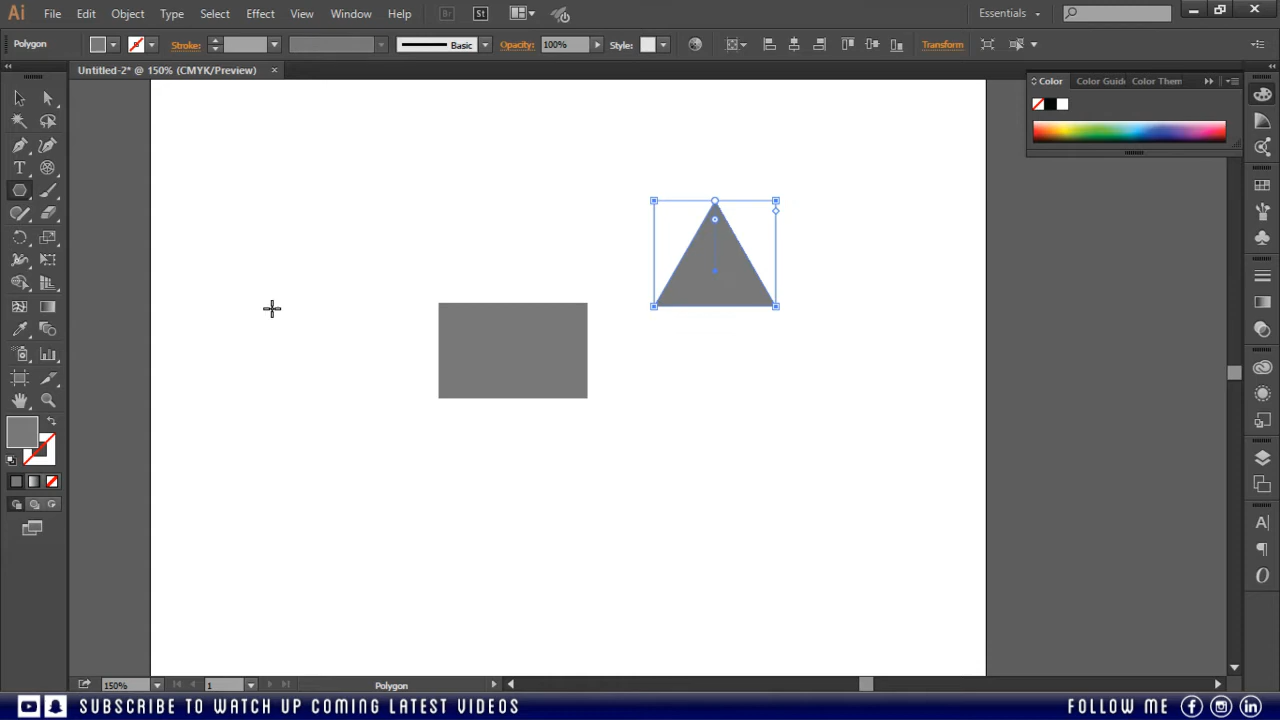 Ai File Edit Object Type Select Effect View Window Help Br St Essentials
Polygon Stroke: Basic Opacity: 100% Style: Transform
Untitled-2* @ 150% (CMYK/Preview) ×
Color Color Guide Color Them
150% 1 Polygon
SUBSCRIBE TO WATCH UP COMING LATEST VIDEOS FOLLOW ME